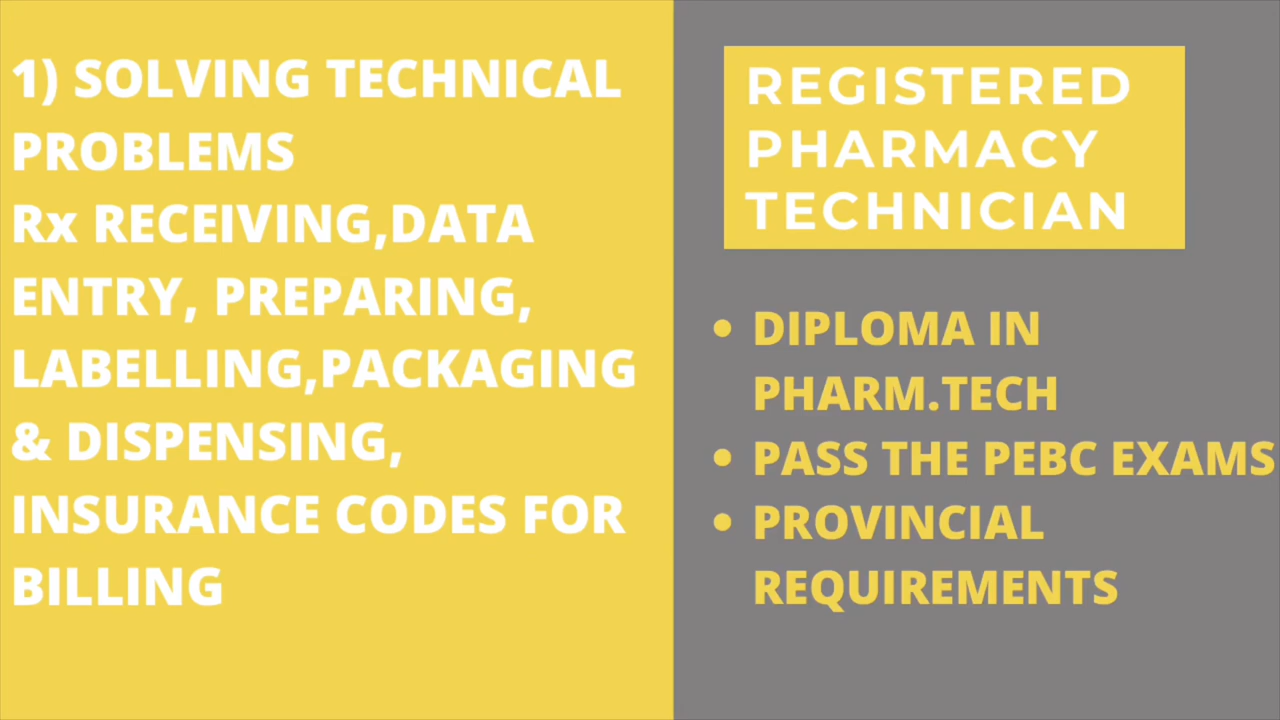 1) SOLVING TECHNICAL
PROBLEMS
Rx RECEIVING,DATA
ENTRY, PREPARING,
LABELLING,PACKAGING
& DISPENSING,
INSURANCE CODES FOR
BILLING
REGISTERED
PHARMACY
TECHNICIAN
• DIPLOMA IN
PHARM.TECH
• PASS THE PEBC EXAMS
• PROVINCIAL
REQUIREMENTS